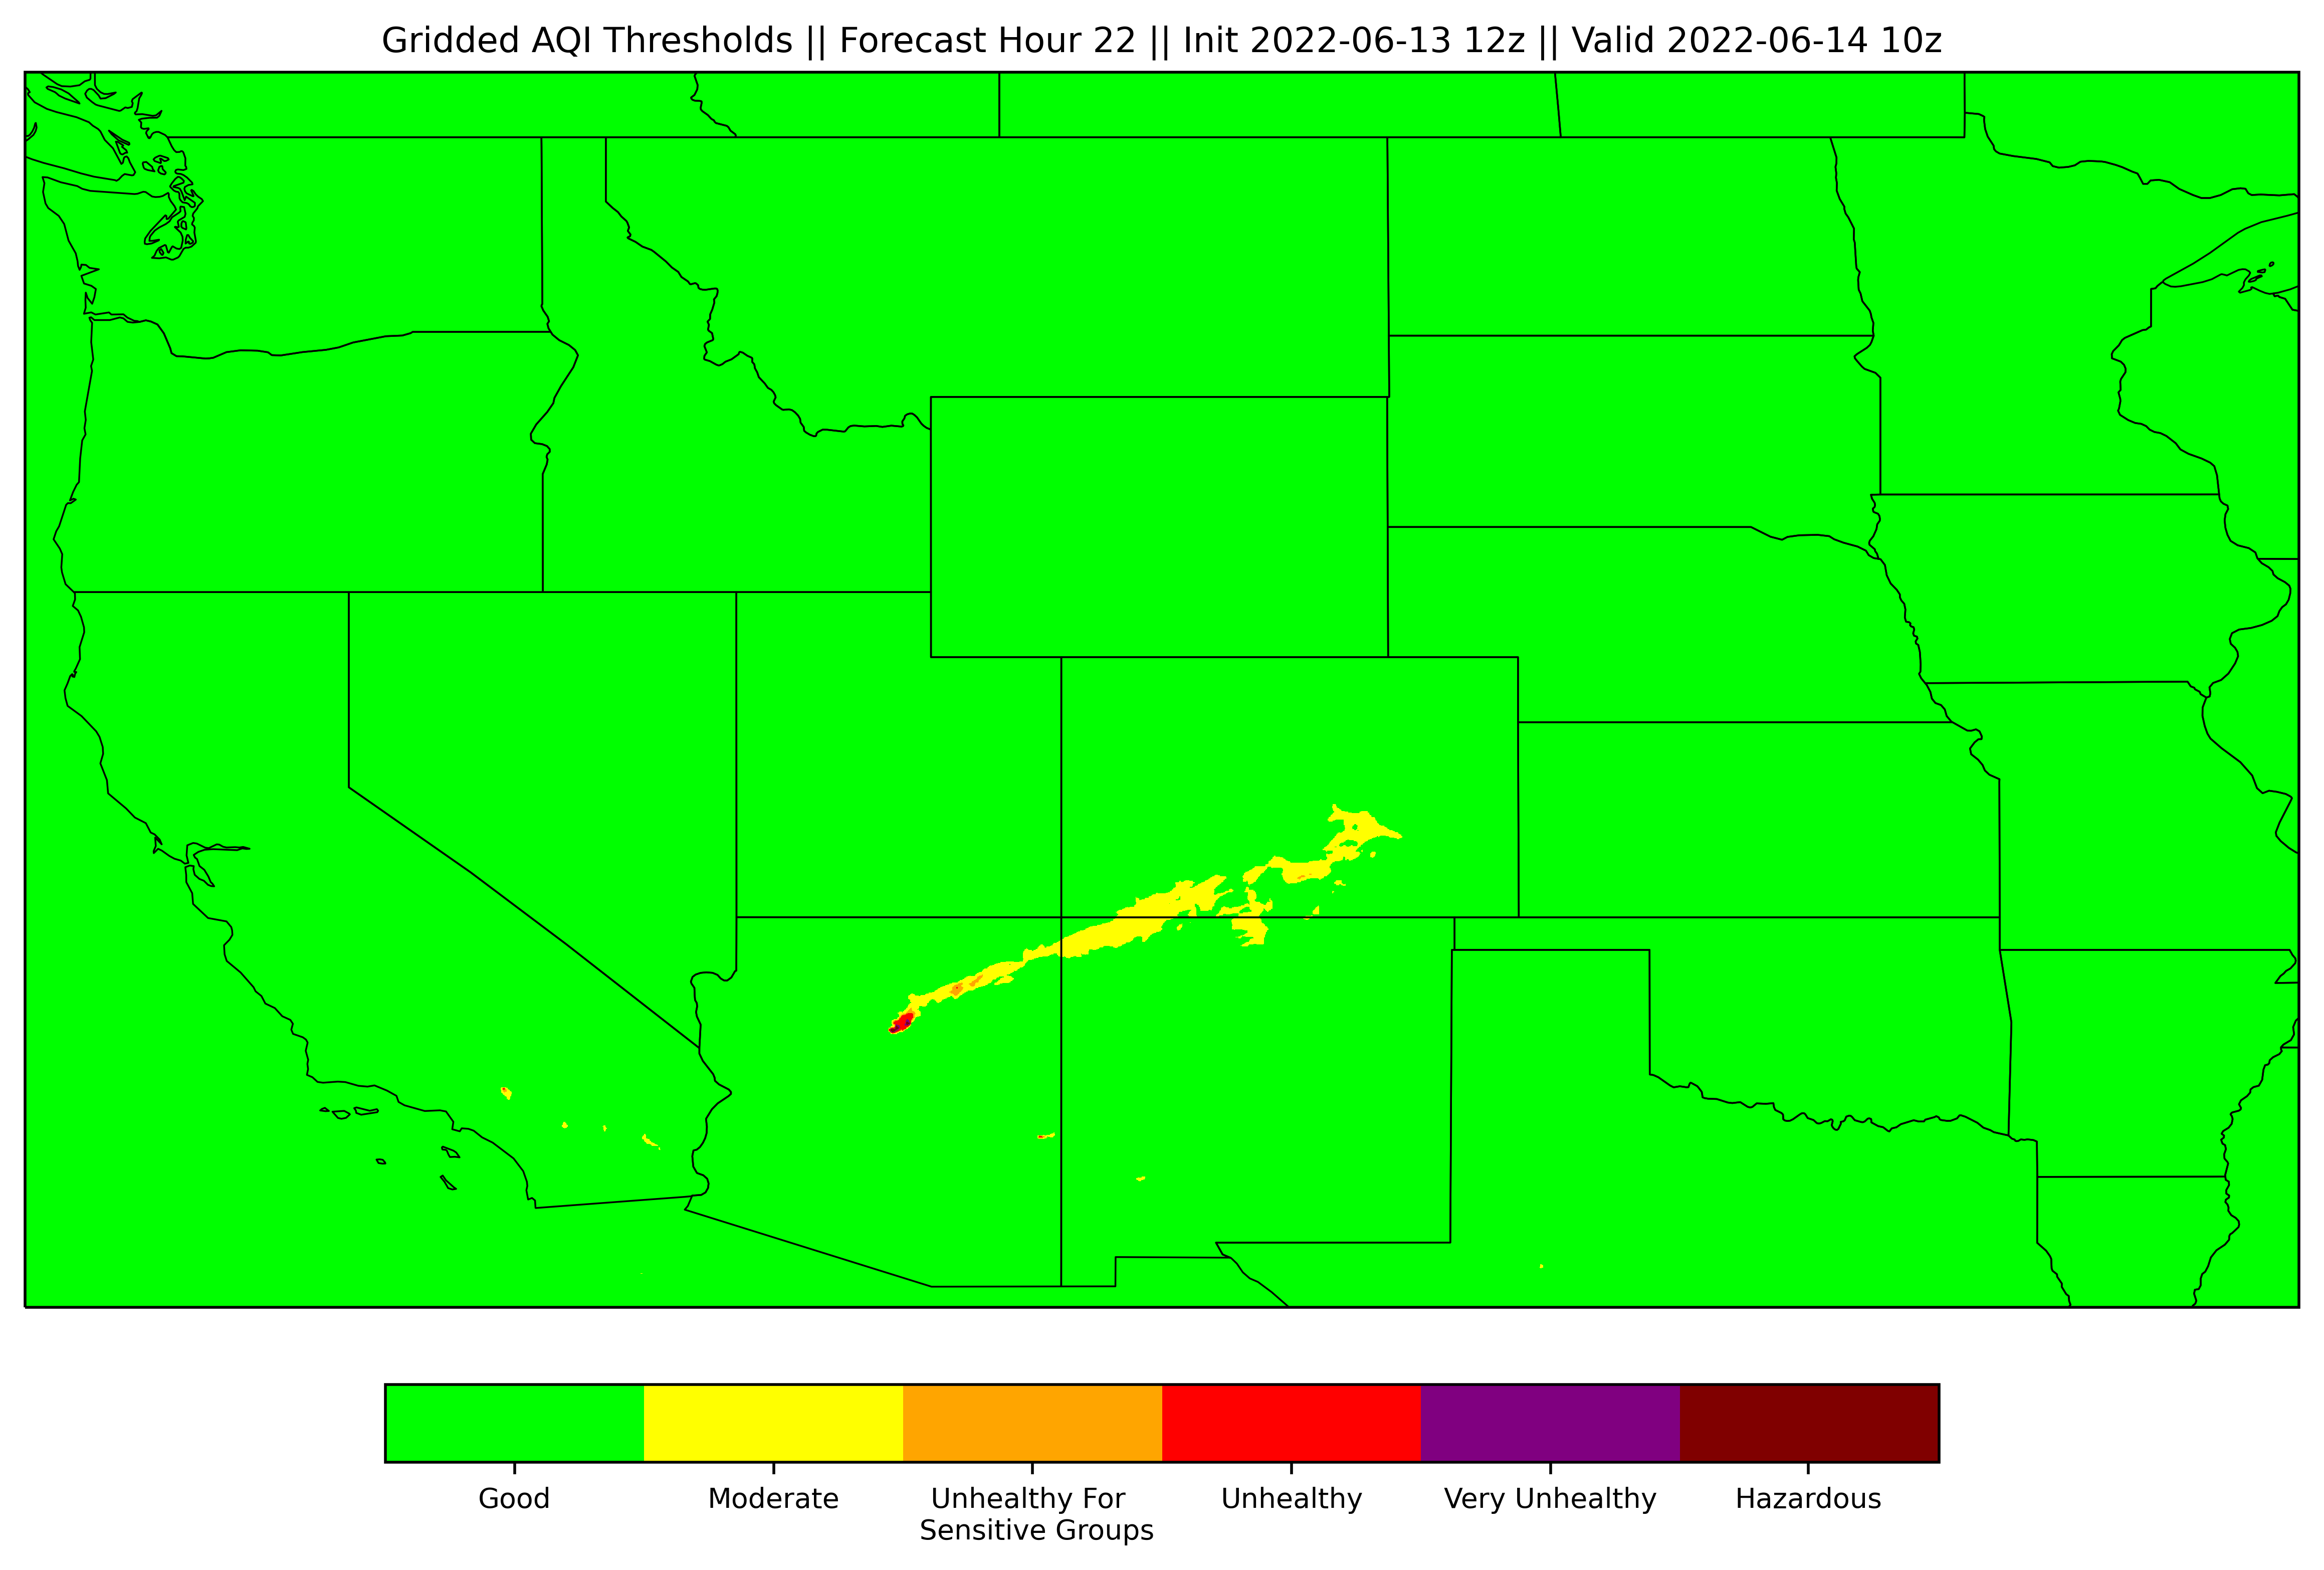 Gridded AQI Thresholds || Forecast Hour 22 || Init 2022-06-13 12z || Valid 2022-06-14 10z
Good
Moderate
Unhealthy For
Sensitive Groups
Unhealthy
Very Unhealthy
Hazardous